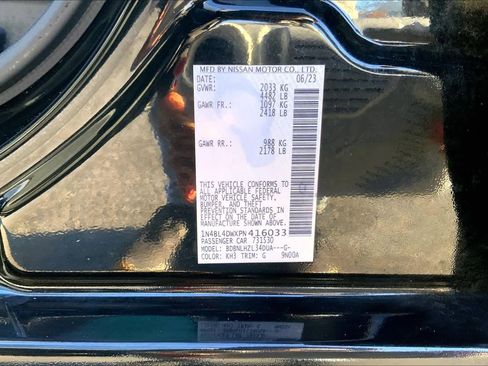 MFD BY NISSAN MOTOR CO., LTD.
DATE: 06/23
GVWR: 2033 KG
4482 LB
GAWR FR.: 1097 KG
2418 LB
GAWR RR.: 988 KG
2178 LB
THIS VEHICLE CONFORMS TO
ALL APPLICABLE FEDERAL
MOTOR VEHICLE SAFETY,
BUMPER, AND THEFT
PREVENTION STANDARDS IN
EFFECT ON THE DATE OF
MANUFACTURE SHOWN ABOVE.
1N4BL4DWXPN416033
PASSENGER CAR 731530
MODEL: BDBNLHZL34DUA---G-
COLOR: KH3 TRIM: G 9N00A